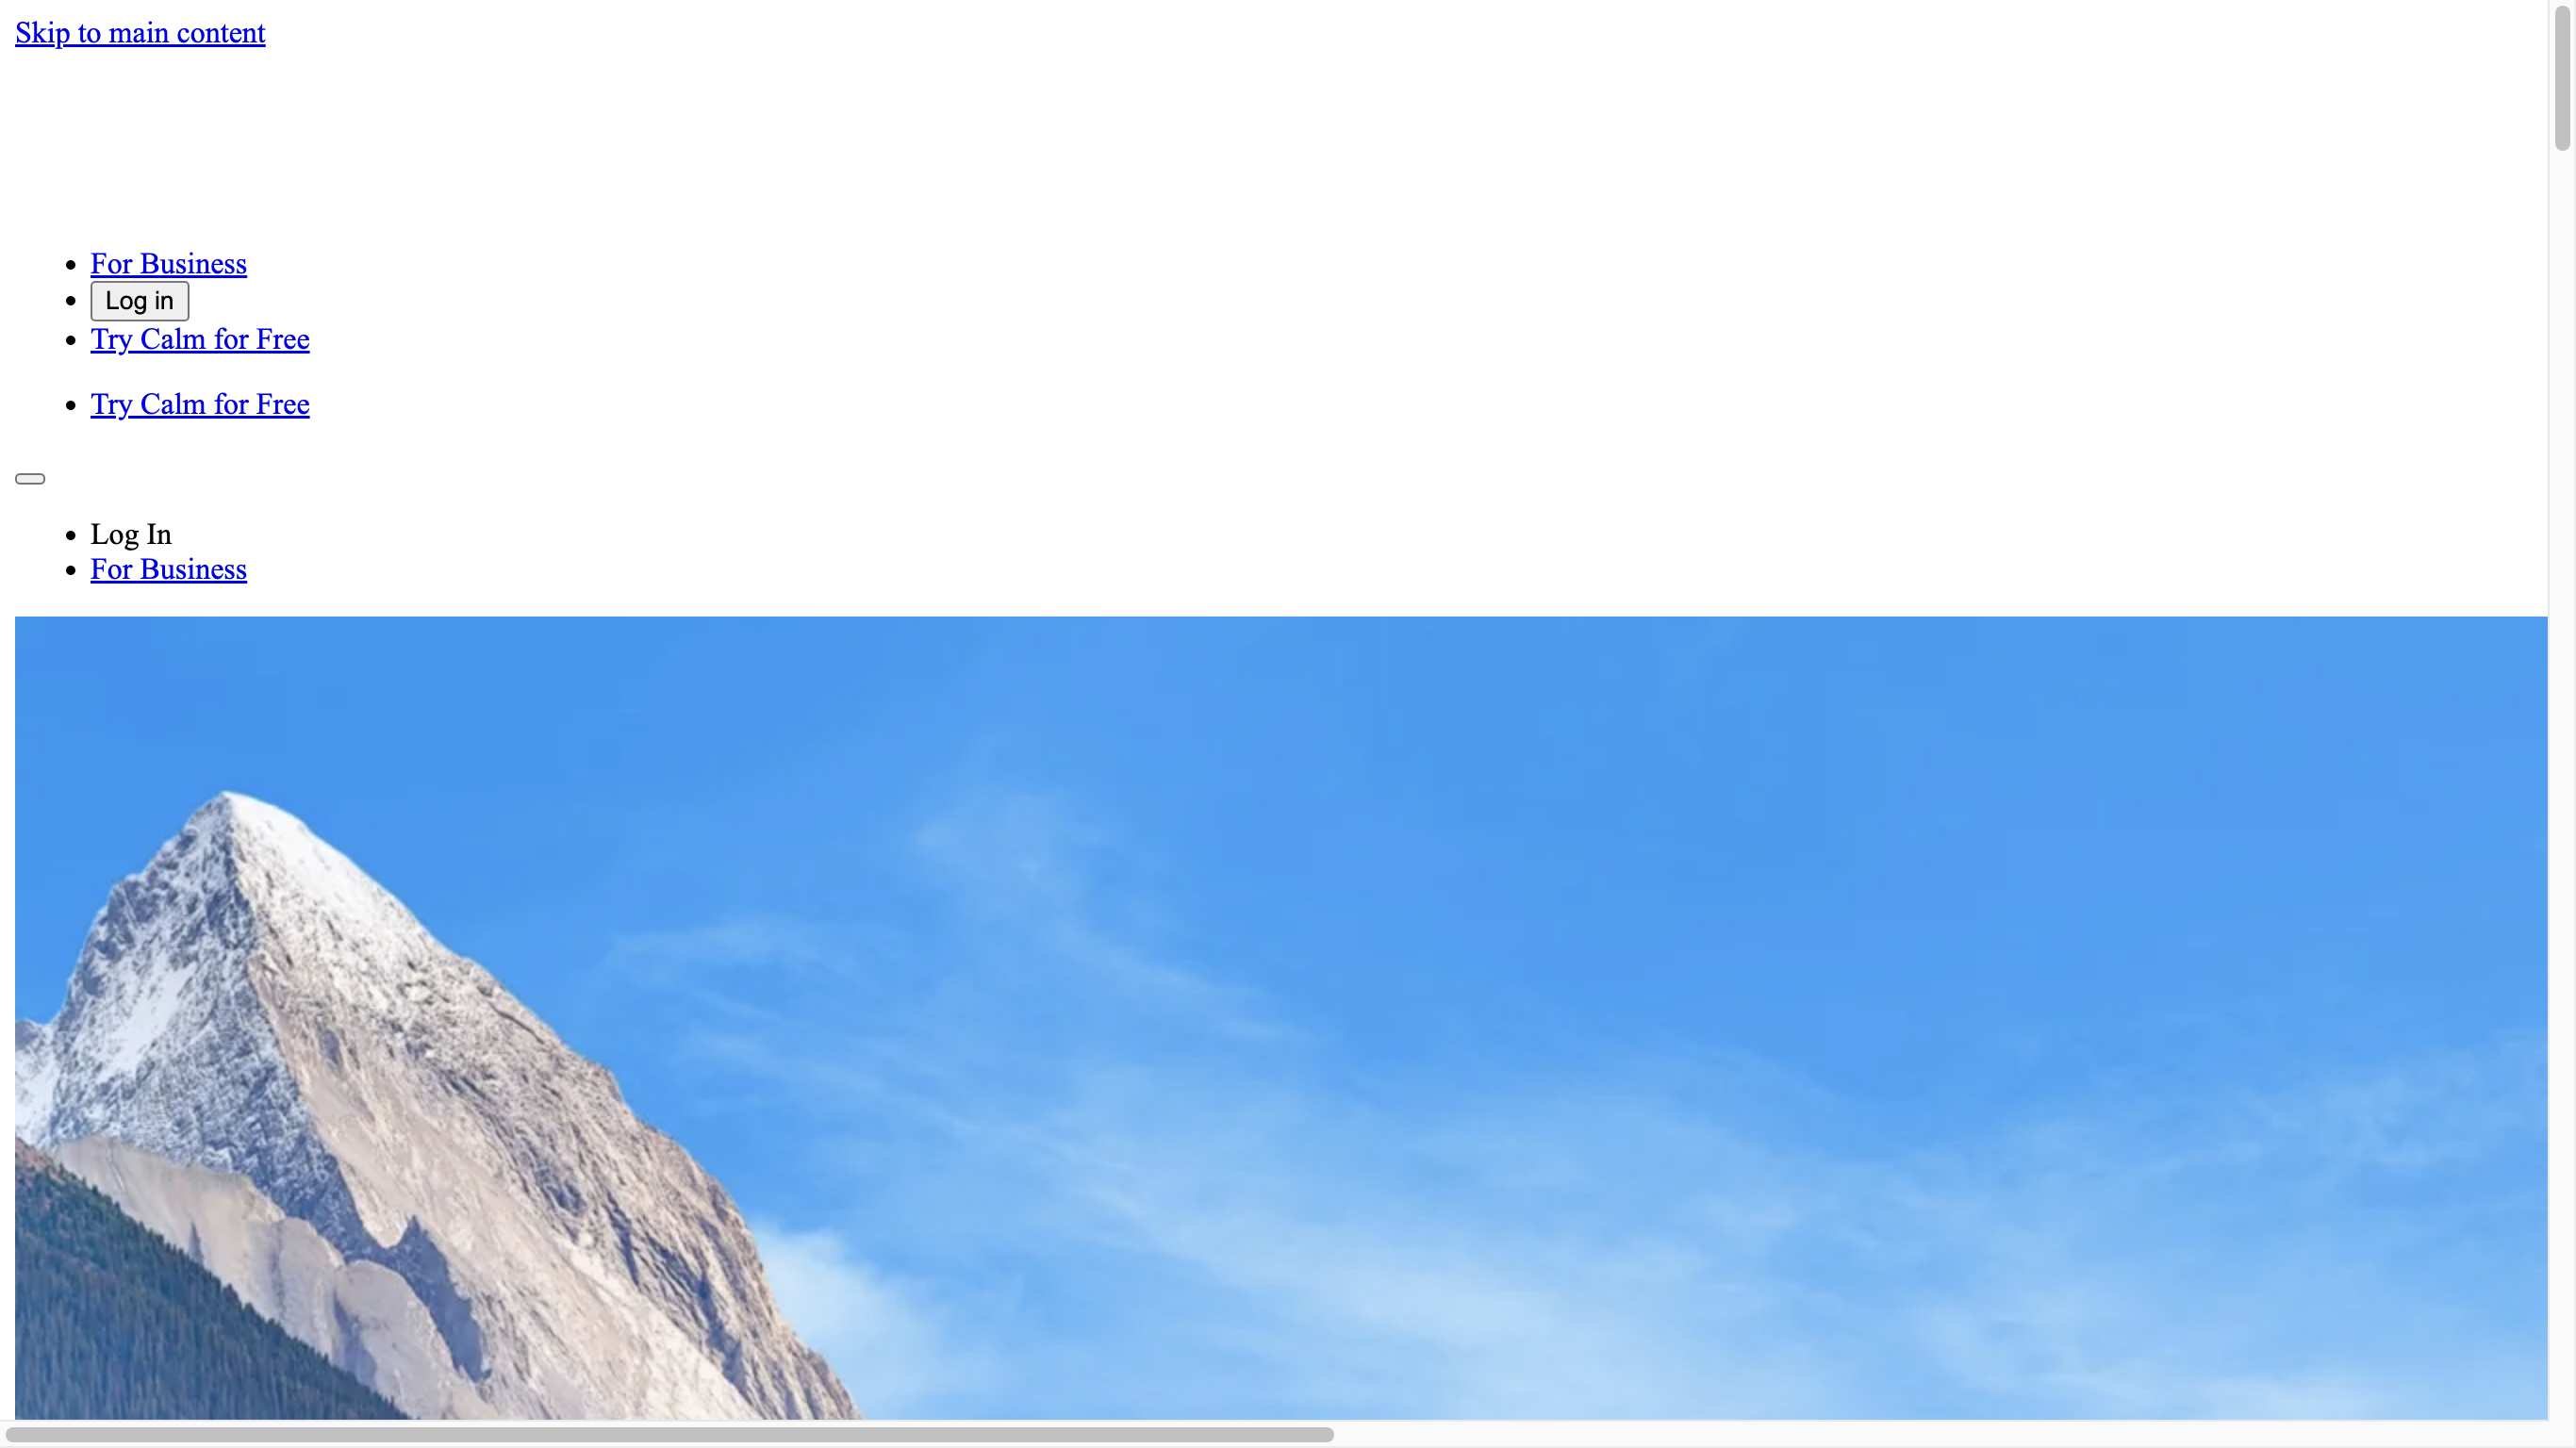 Skip to main content
For Business
Log in
Try Calm for Free
Try Calm for Free
Log In
For Business